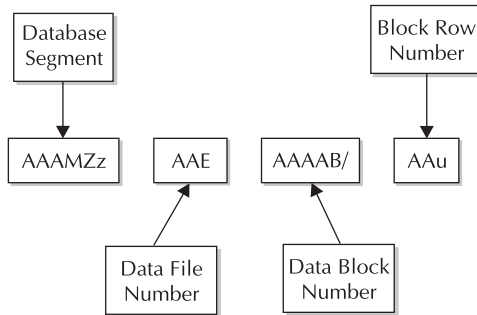 Database
Segment
Block Row
Number
AAAMZz
AAE
AAAAB/
AAu
Data File
Number
Data Block
Number